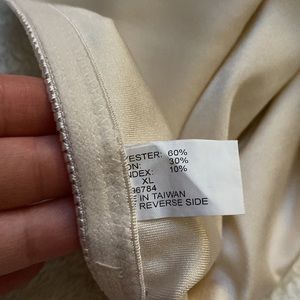 YESTER: 60%
ON: 30%
NDEX: 10%
XL
96784
E IN TAIWAN
REVERSE SIDE